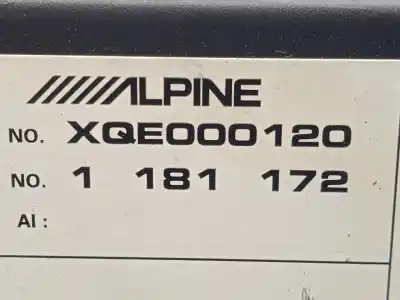 ALPINE
NO. XQE000120
NO. 1 181 172
AI :